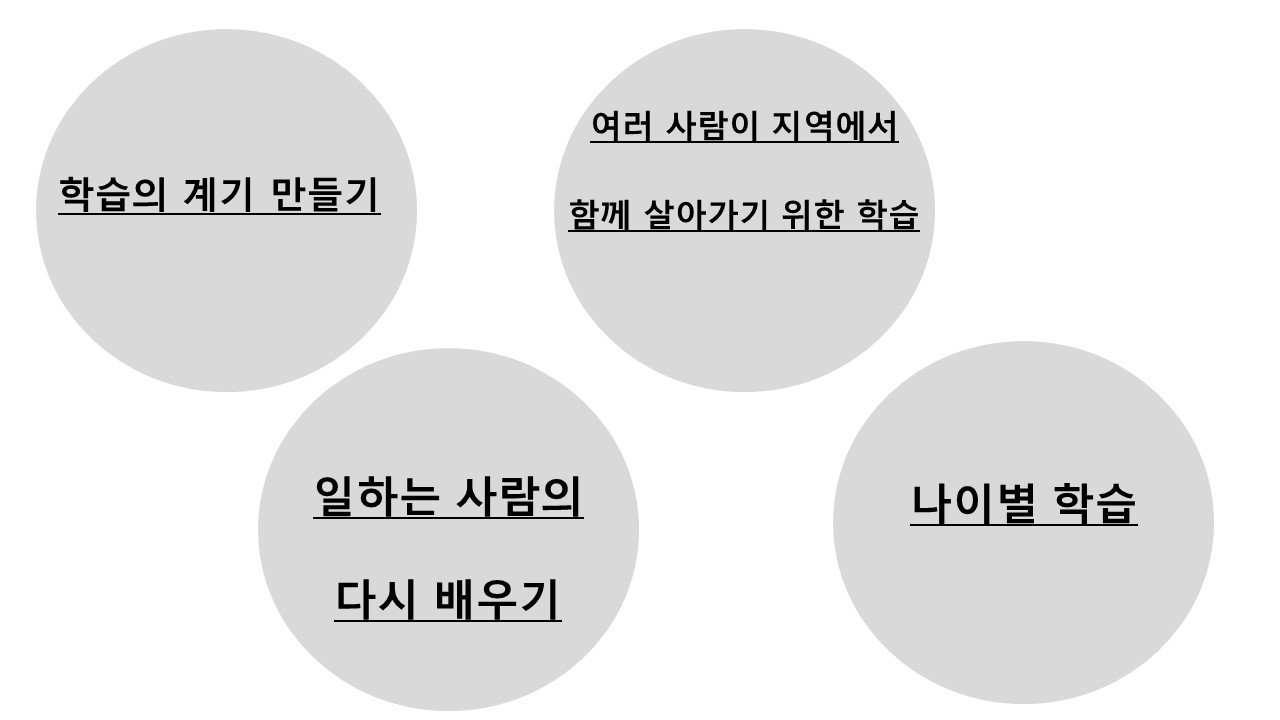 학습의 계기 만들기
여러 사람이 지역에서
함께 살아가기 위한 학습
일하는 사람의
다시 배우기
나이별 학습